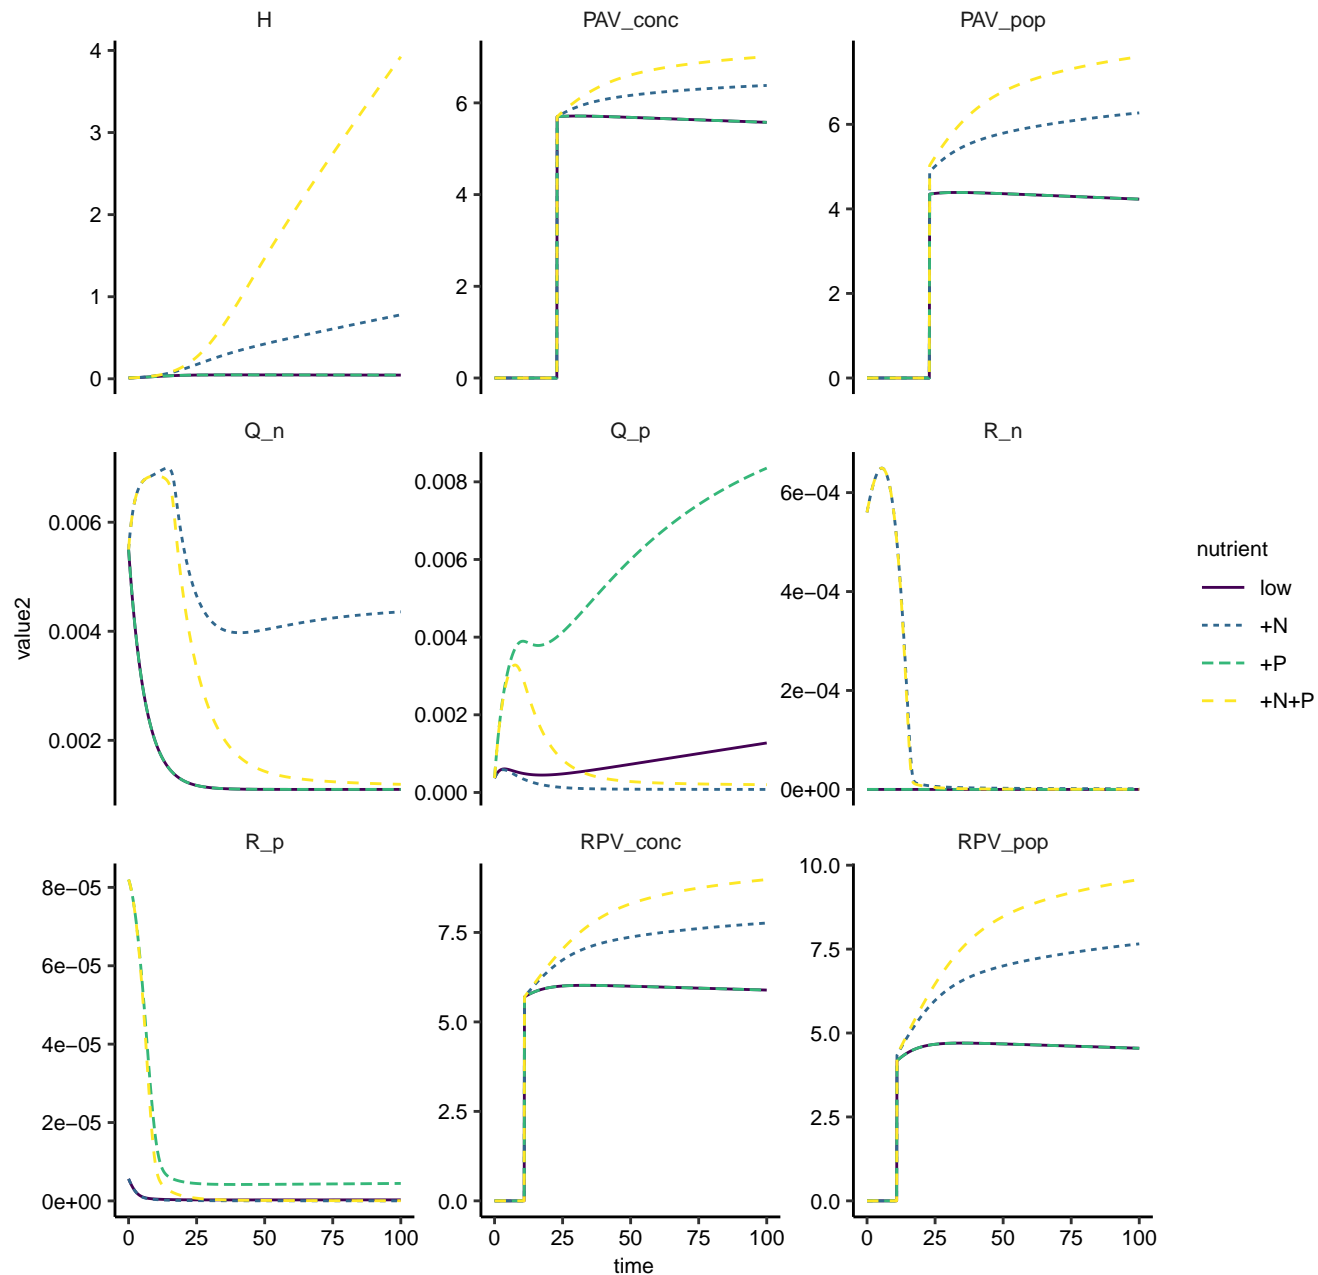 H
PAV_conc
PAV_pop
4
3
2
1
0
6
4
2
0
6
4
2
0
Q_n
Q_p
R_n
0.006
0.004
0.002
0.008
0.006
0.004
0.002
0.000
6e−04
4e−04
2e−04
0e+00
R_p
RPV_conc
RPV_pop
8e−05
6e−05
4e−05
2e−05
0e+00
7.5
5.0
2.5
0.0
10.0
7.5
5.0
2.5
0.0
0 25 50 75 100
0 25 50 75 100
0 25 50 75 100
time
value2
nutrient
low
+N
+P
+N+P